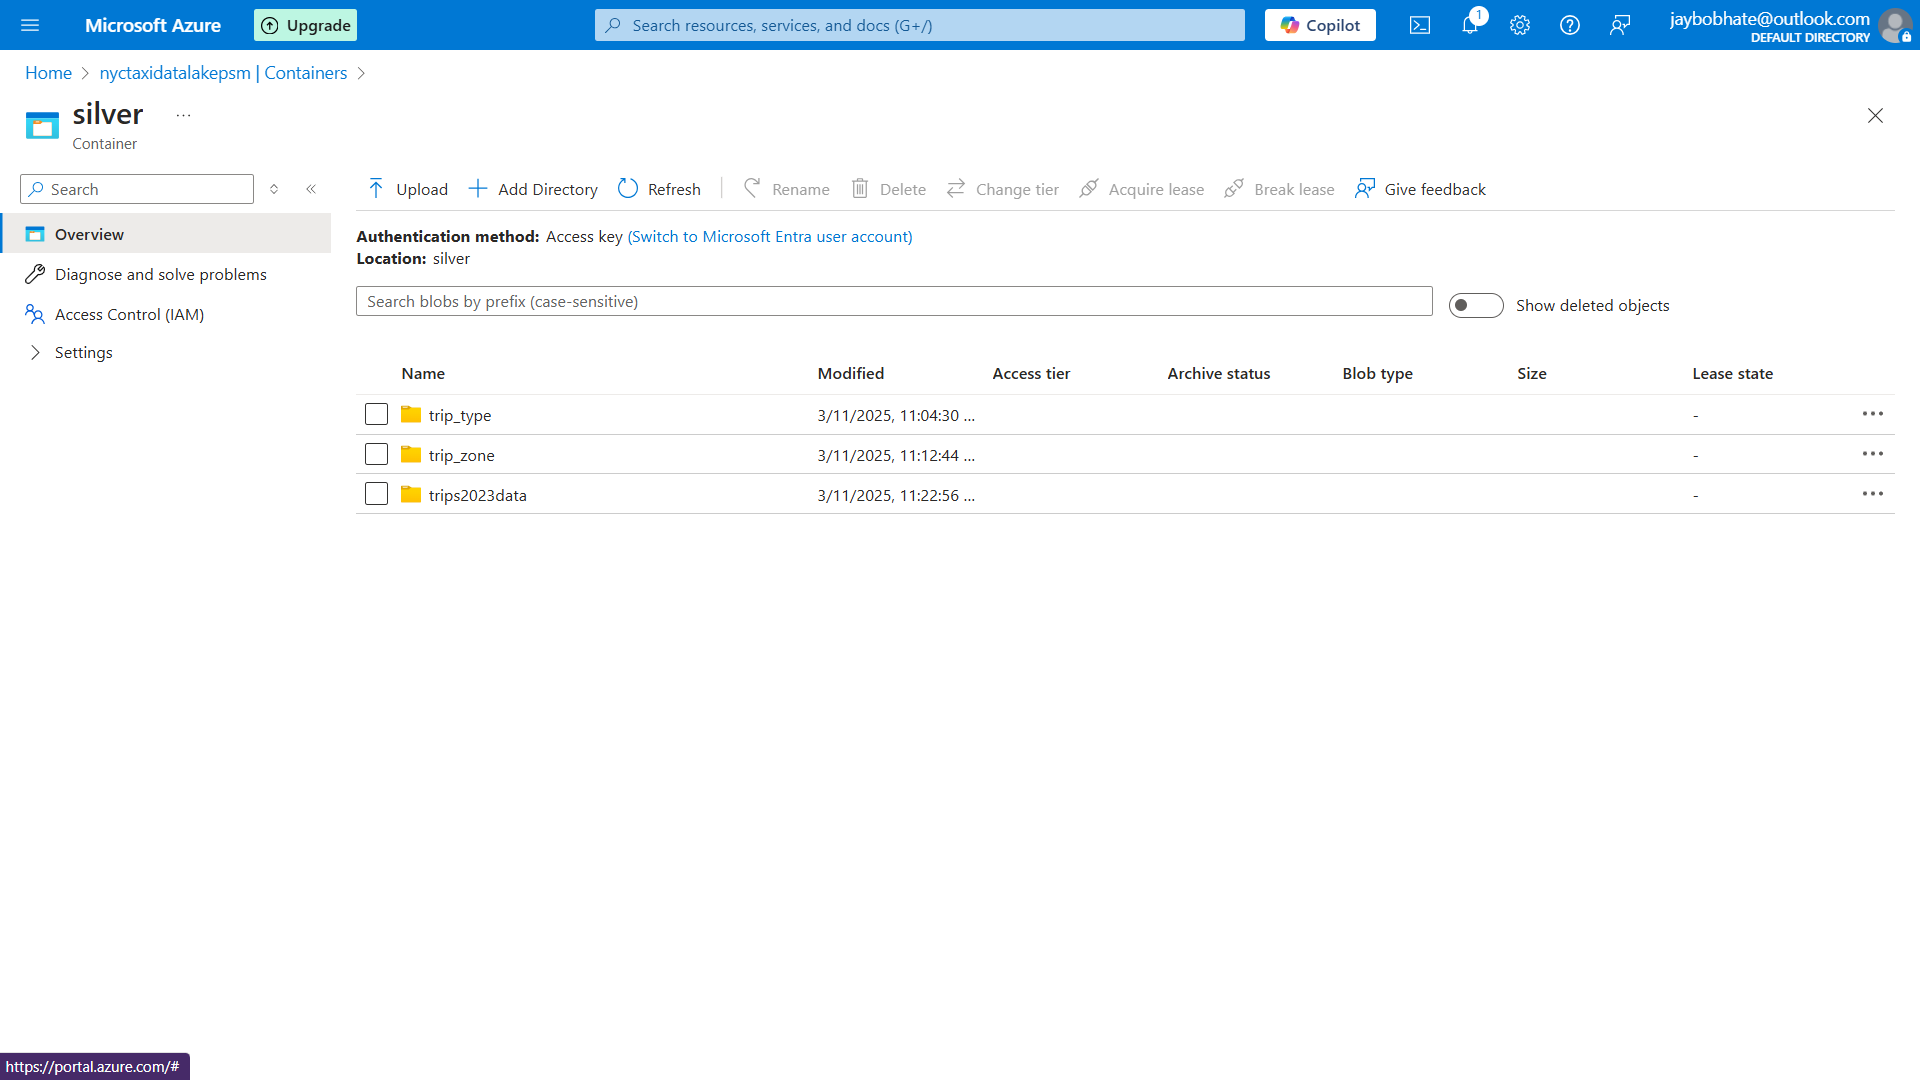 Microsoft Azure
Upgrade
Search resources, services, and docs (G+/)
Copilot
1
jaybobhate@outlook.com
DEFAULT DIRECTORY
Home > nyctaxidatalakepsm | Containers >
silver ...
Container
Search
Upload
Add Directory
Refresh
Rename
Delete
Change tier
Acquire lease
Break lease
Give feedback
Overview
Diagnose and solve problems
Access Control (IAM)
Settings
Authentication method: Access key (Switch to Microsoft Entra user account)
Location: silver
Search blobs by prefix (case-sensitive)
Show deleted objects
Name Modified Access tier Archive status Blob type Size Lease state
trip_type 3/11/2025, 11:04:30 ... -
trip_zone 3/11/2025, 11:12:44 ... -
trips2023data 3/11/2025, 11:22:56 ... -
https://portal.azure.com/#